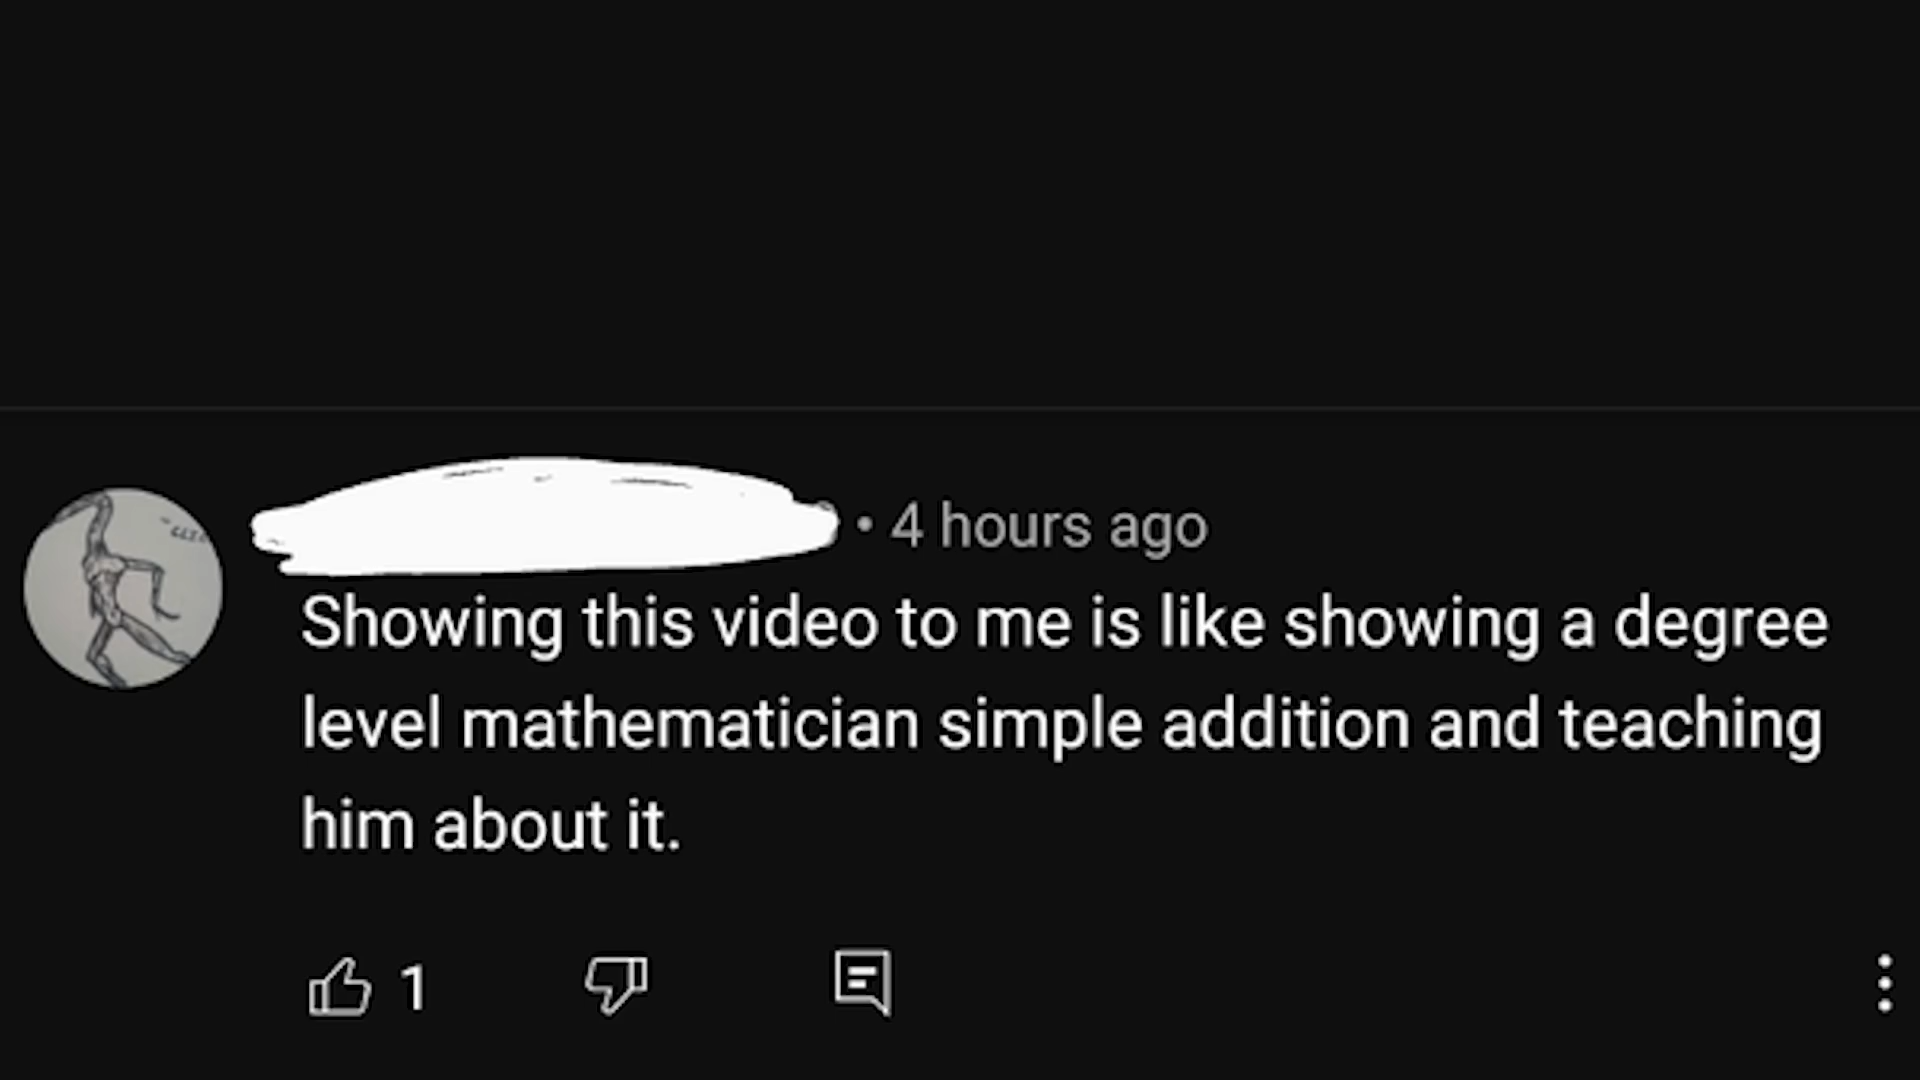 • 4 hours ago
Showing this video to me is like showing a degree
level mathematician simple addition and teaching
him about it.
1